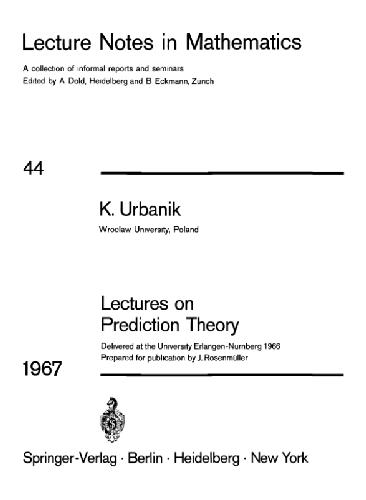 Lecture Notes in Mathematics
A collection of informal reports and seminars
Edited by A. Dold, Heidelberg and B. Eckmann, Zurich
44
K. Urbanik
Wroclaw University, Poland
Lectures on
Prediction Theory
Delivered at the University Erlangen-Nurnberg 1966
Prepared for publication by J. Rosenmüller
1967
Springer-Verlag · Berlin · Heidelberg · New York